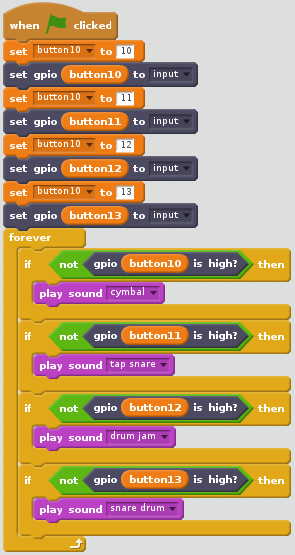 when clicked
set button10 to 10
set gpio button10 to input
set button10 to 11
set gpio button11 to input
set button10 to 12
set gpio button12 to input
set button10 to 13
set gpio button13 to input
forever
if not gpio button10 is high? then
play sound cymbal
if not gpio button11 is high? then
play sound tap snare
if not gpio button12 is high? then
play sound drum jam
if not gpio button13 is high? then
play sound snare drum